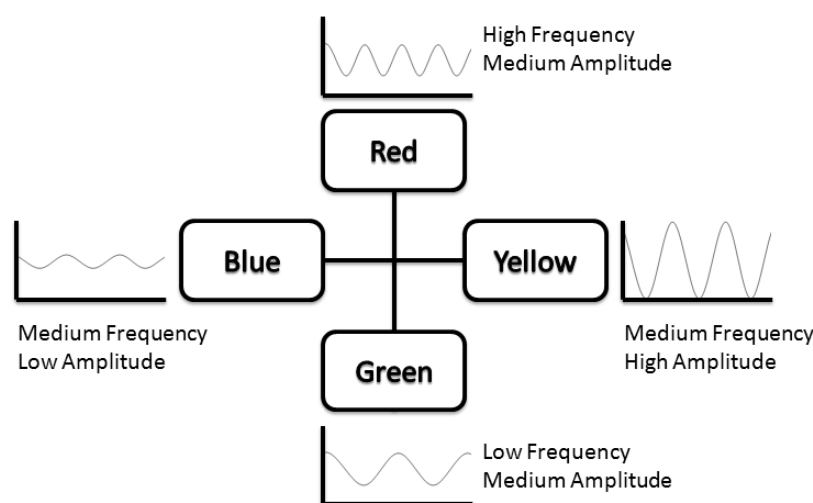 High Frequency
Medium Amplitude
Red
Blue
Yellow
Medium Frequency
Low Amplitude
Medium Frequency
High Amplitude
Green
Low Frequency
Medium Amplitude